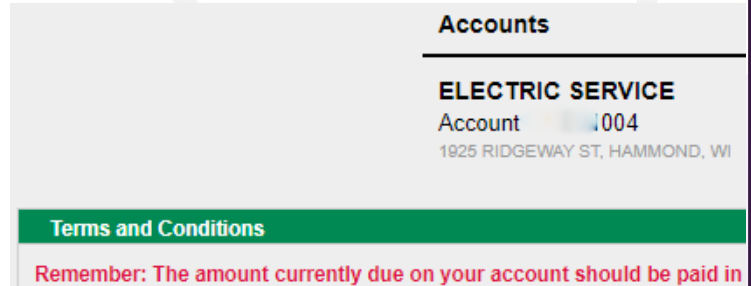 Accounts
ELECTRIC SERVICE
Account 004
1925 RIDGEWAY ST, HAMMOND, WI
Terms and Conditions
Remember: The amount currently due on your account should be paid in